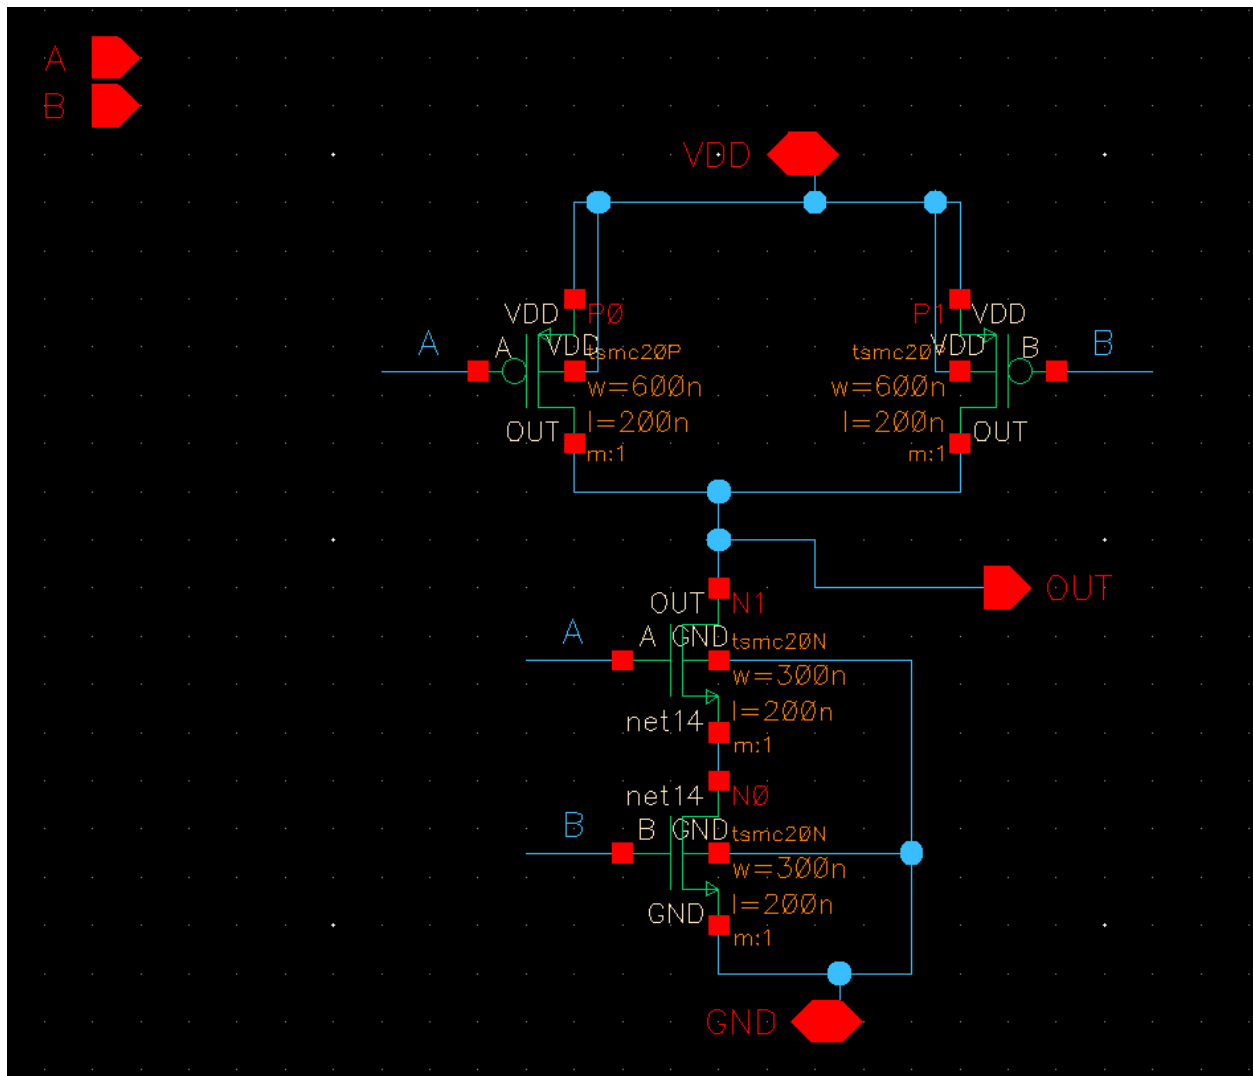 A
B
VDD
VDD
P0
A
A
VDD
tsmc20P
w=600n
l=200n
OUT
m:1
P1
VDD
tsmc20P
VDD
B
B
w=600n
l=200n
OUT
m:1
OUT
OUT
N1
A
A
GND
tsmc20N
w=300n
net14
l=200n
m:1
net14
N0
B
B
GND
tsmc20N
w=300n
GND
l=200n
m:1
GND